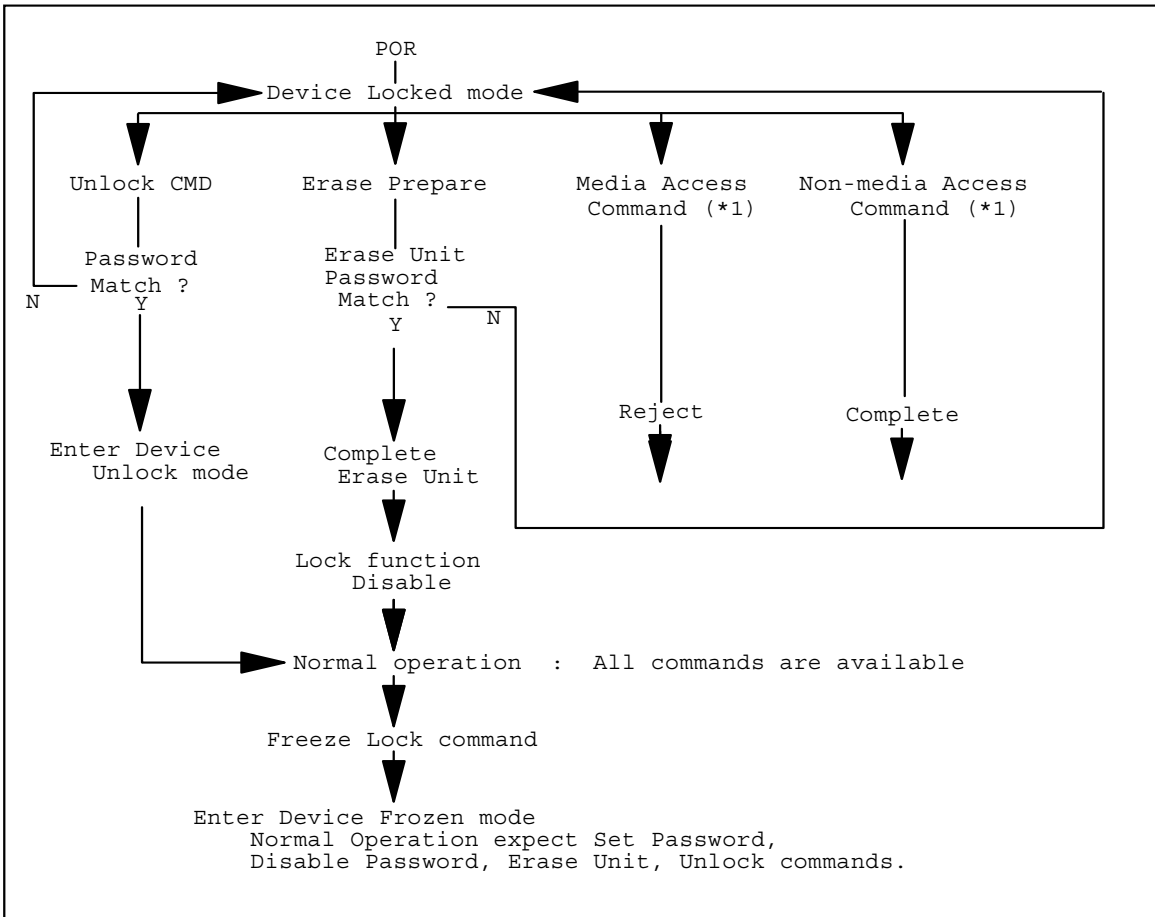 POR
Device Locked mode
Unlock CMD
Erase Prepare
Media Access
Command (*1)
Non-media Access
Command (*1)
Password
Match ?
N
Y
Erase Unit
Password
Match ?
N
Y
Reject
Complete
Enter Device
Unlock mode
Complete
Erase Unit
Lock function
Disable
Normal operation : All commands are available
Freeze Lock command
Enter Device Frozen mode
Normal Operation expect Set Password,
Disable Password, Erase Unit, Unlock commands.